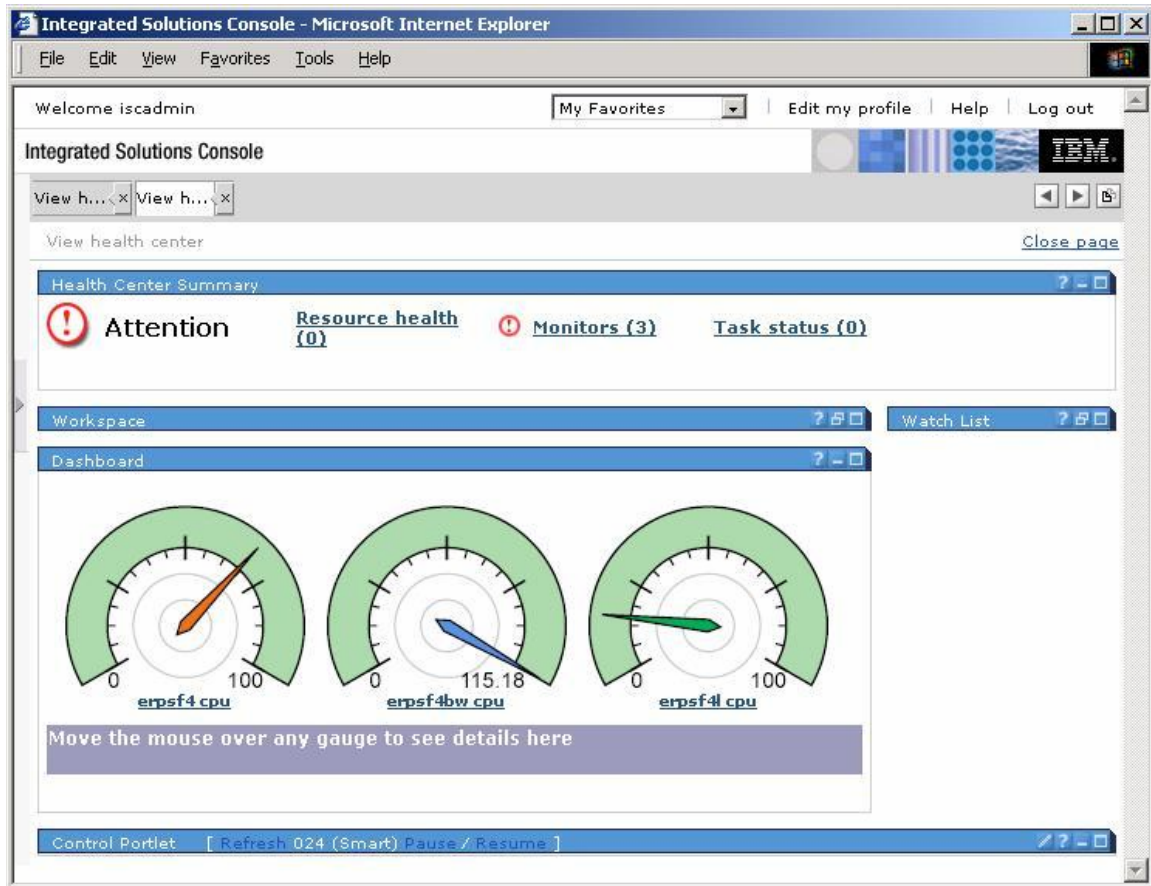 Integrated Solutions Console - Microsoft Internet Explorer
File Edit View Favorites Tools Help
Welcome iscadmin My Favorites Edit my profile Help Log out
Integrated Solutions Console IBM.
View h... x View h... x
View health center Close page
Health Center Summary ?
! Attention Resource health (0) ! Monitors (3) Task status (0)
Workspace ? Watch List ?
Dashboard ?
0 100 0 115.18 0 100
erpsf4 cpu erpsf4bw cpu erpsf4l cpu
Move the mouse over any gauge to see details here
Control Portlet [ Refresh 024 (Smart) Pause / Resume ] ?